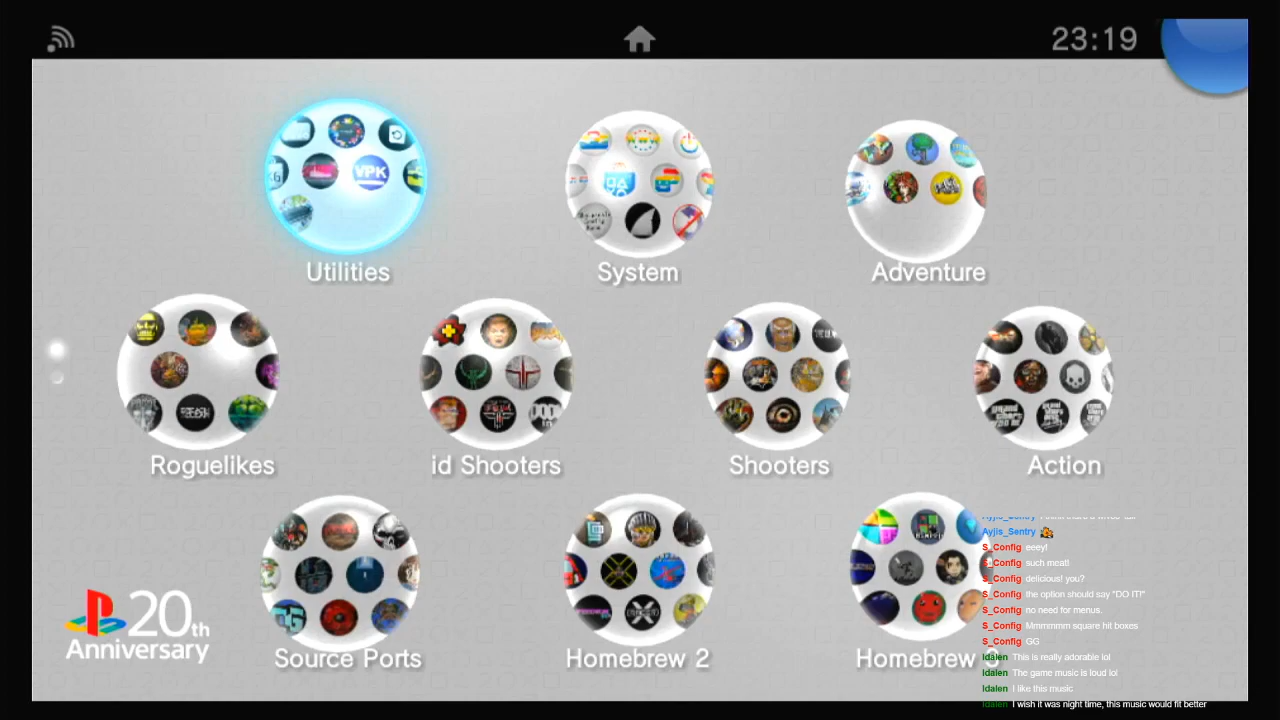 23:19
VPK
Utilities
System
Adventure
Roguelikes
id Shooters
Shooters
Action
20th
Anniversary
Source Ports
Homebrew 2
Homebrew
Ayjis_Sentry
S_Config eeey!
S_Config such meat!
S_Config delicious! you?
S_Config the option should say "DO IT!"
S_Config no need for menus.
S_Config Mmmmmm square hit boxes
S_Config GG
Idalen This is really adorable lol
Idalen The game music is loud lol
Idalen I like this music
Idalen I wish it was night time, this music would fit better